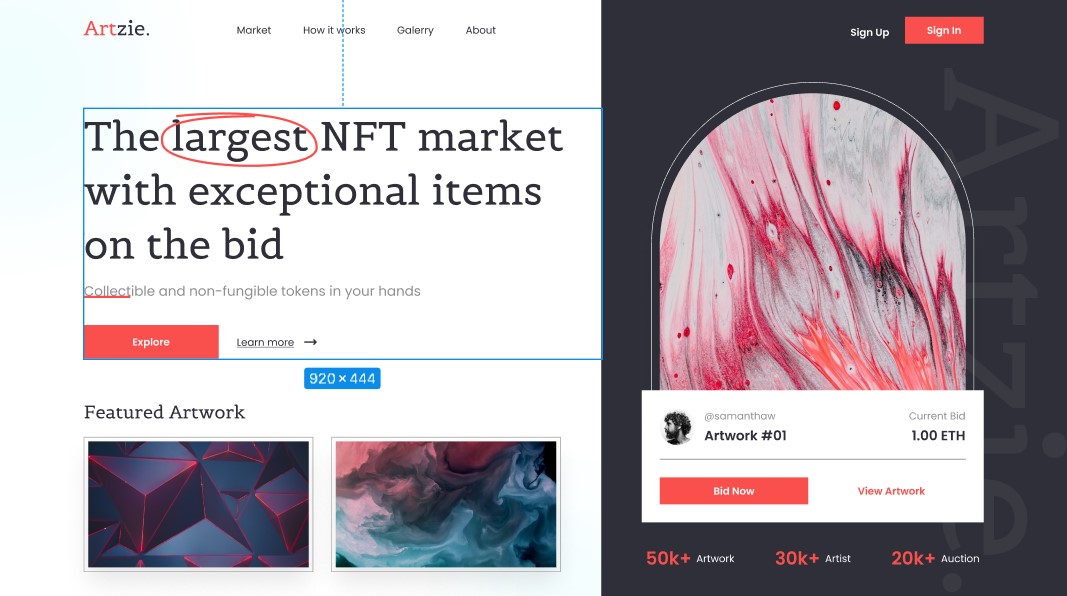 Artzie.
Market How it works Galerry About
Sign Up Sign In
The largest NFT market
with exceptional items
on the bid
Collectible and non-fungible tokens in your hands
Explore Learn more
920 × 444
Featured Artwork
Artzie.
@samanthaw Current Bid
Artwork #01 1.00 ETH
Bid Now View Artwork
50k+ Artwork 30k+ Artist 20k+ Auction